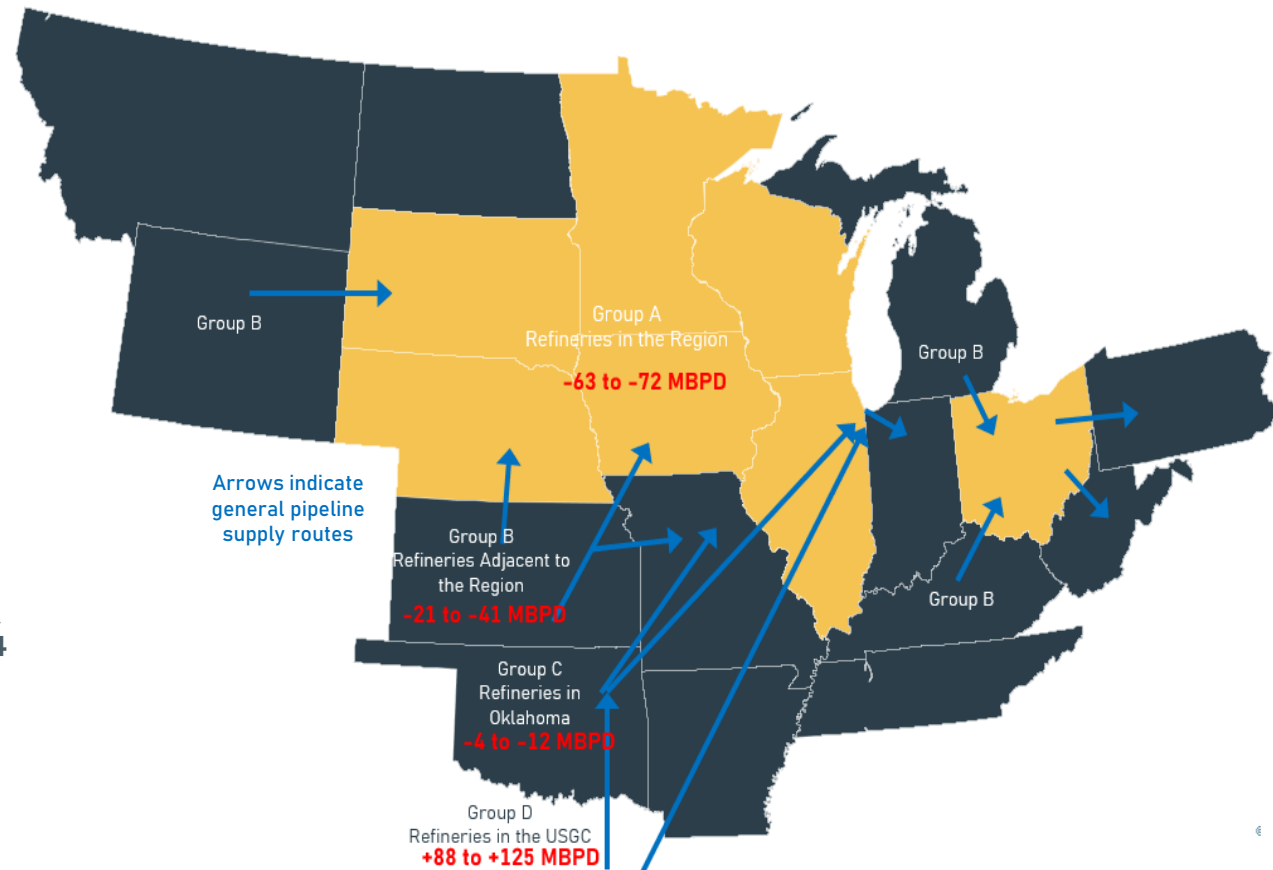 Group B
Group A
Refineries in the Region
-63 to -72 MBPD
Group B
Arrows indicate
general pipeline
supply routes
Group B
Refineries Adjacent to
the Region
-21 to -41 MBPD
Group B
Group C
Refineries in
Oklahoma
-4 to -12 MBPD
Group D
Refineries in the USGC
+88 to +125 MBPD
4